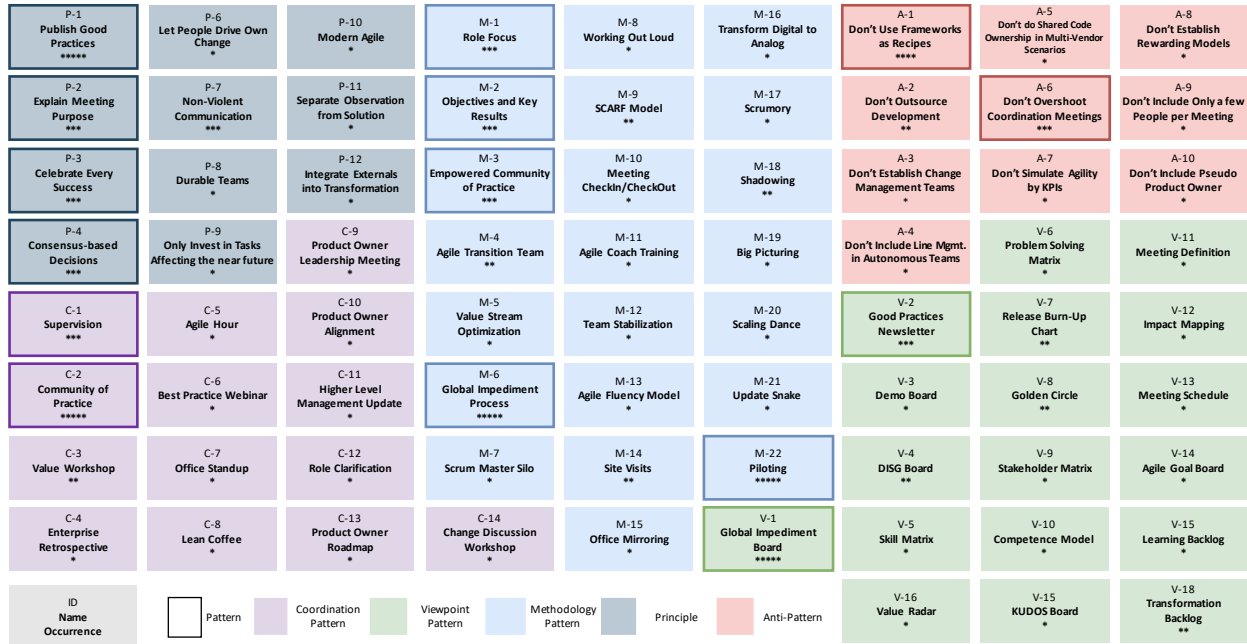 P-1
Publish Good
Practices
*****
P-6
Let People Drive Own
Change
*
P-10
Modern Agile
*
M-1
Role Focus
***
M-8
Working Out Loud
*
M-16
Transform Digital to
Analog
*
A-1
Don't Use Frameworks
as Recipes
****
A-5
Don't do Shared Code
Ownership in Multi-Vendor
Scenarios
*
A-8
Don't Establish
Rewarding Models
*
P-2
Explain Meeting
Purpose
***
P-7
Non-Violent
Communication
***
P-11
Separate Observation
from Solution
*
M-2
Objectives and Key
Results
***
M-9
SCARF Model
**
M-17
Scrumory
*
A-2
Don't Outsource
Development
**
A-6
Don't Overshoot
Coordination Meetings
***
A-9
Don't Include Only a few
People per Meeting
*
P-3
Celebrate Every
Success
***
P-8
Durable Teams
*
P-12
Integrate Externals
into Transformation
*
M-3
Empowered Community
of Practice
***
M-10
Meeting
CheckIn/CheckOut
*
M-18
Shadowing
**
A-3
Don't Establish Change
Management Teams
*
A-7
Don't Simulate Agility
by KPIs
*
A-10
Don't Include Pseudo
Product Owner
*
P-4
Consensus-based
Decisions
***
P-9
Only Invest in Tasks
Affecting the near future
*
C-9
Product Owner
Leadership Meeting
*
M-4
Agile Transition Team
**
M-11
Agile Coach Training
*
M-19
Big Picturing
*
A-4
Don't Include Line Mgmt.
in Autonomous Teams
*
V-6
Problem Solving
Matrix
*
V-11
Meeting Definition
*
C-1
Supervision
***
C-5
Agile Hour
*
C-10
Product Owner
Alignment
*
M-5
Value Stream
Optimization
*
M-12
Team Stabilization
*
M-20
Scaling Dance
*
V-2
Good Practices
Newsletter
***
V-7
Release Burn-Up
Chart
**
V-12
Impact Mapping
*
C-2
Community of
Practice
*****
C-6
Best Practice Webinar
*
C-11
Higher Level
Management Update
*
M-6
Global Impediment
Process
*****
M-13
Agile Fluency Model
*
M-21
Update Snake
*
V-3
Demo Board
*
V-8
Golden Circle
**
V-13
Meeting Schedule
*
C-3
Value Workshop
**
C-7
Office Standup
*
C-12
Role Clarification
*
M-7
Scrum Master Silo
*
M-14
Site Visits
**
M-22
Piloting
*****
V-4
DISG Board
**
V-9
Stakeholder Matrix
*
V-14
Agile Goal Board
*
C-4
Enterprise
Retrospective
*
C-8
Lean Coffee
*
C-13
Product Owner
Roadmap
*
C-14
Change Discussion
Workshop
*
M-15
Office Mirroring
*
V-1
Global Impediment
Board
*****
V-5
Skill Matrix
*
V-10
Competence Model
*
V-15
Learning Backlog
*
ID
Name
Occurrence
Pattern
Coordination
Pattern
Viewpoint
Pattern
Methodology
Pattern
Principle
Anti-Pattern
V-16
Value Radar
*
V-15
KUDOS Board
*
V-18
Transformation
Backlog
**